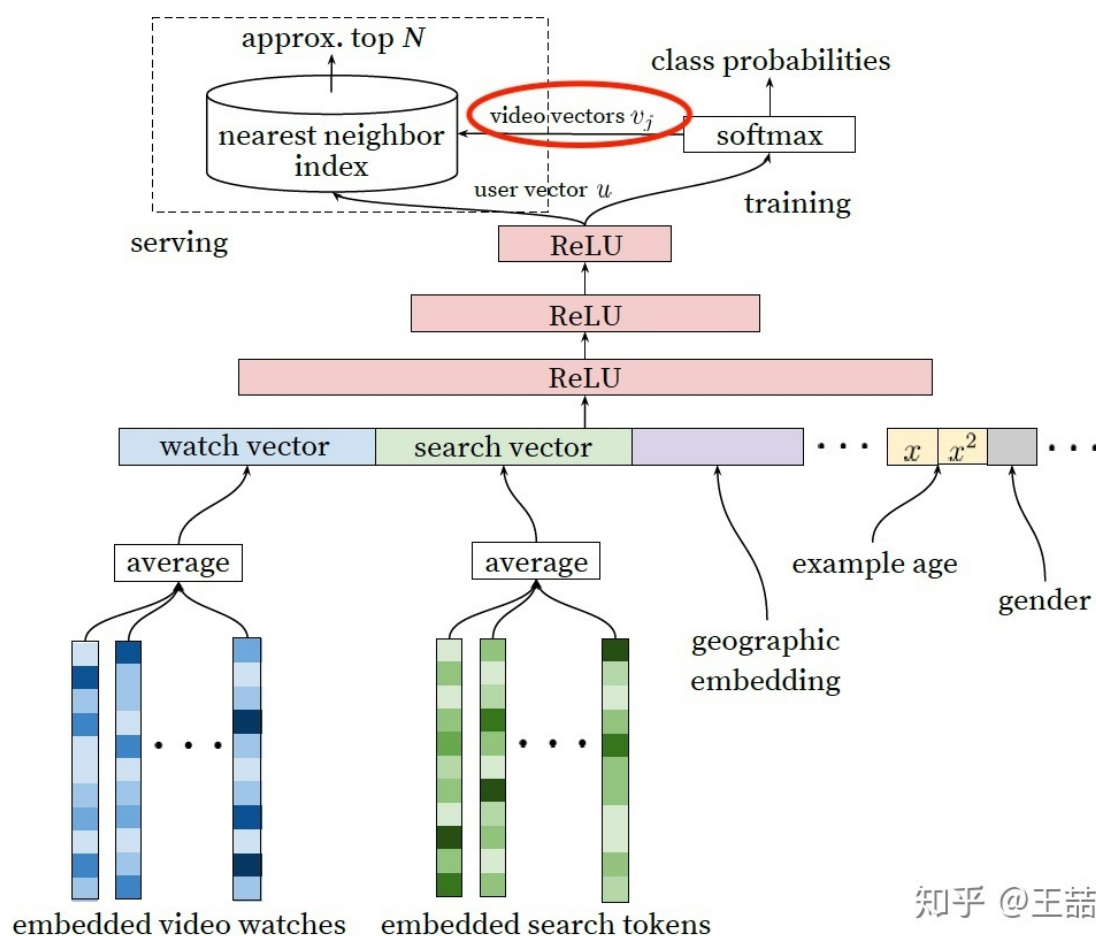 approx. top N
class probabilities
nearest neighbor
index
video vectors v_j
softmax
user vector u
training
serving
ReLU
ReLU
ReLU
watch vector
search vector
· · ·
x
x²
· · ·
average
average
example age
gender
geographic
embedding
· · ·
· · ·
embedded video watches
embedded search tokens
知乎 @王喆